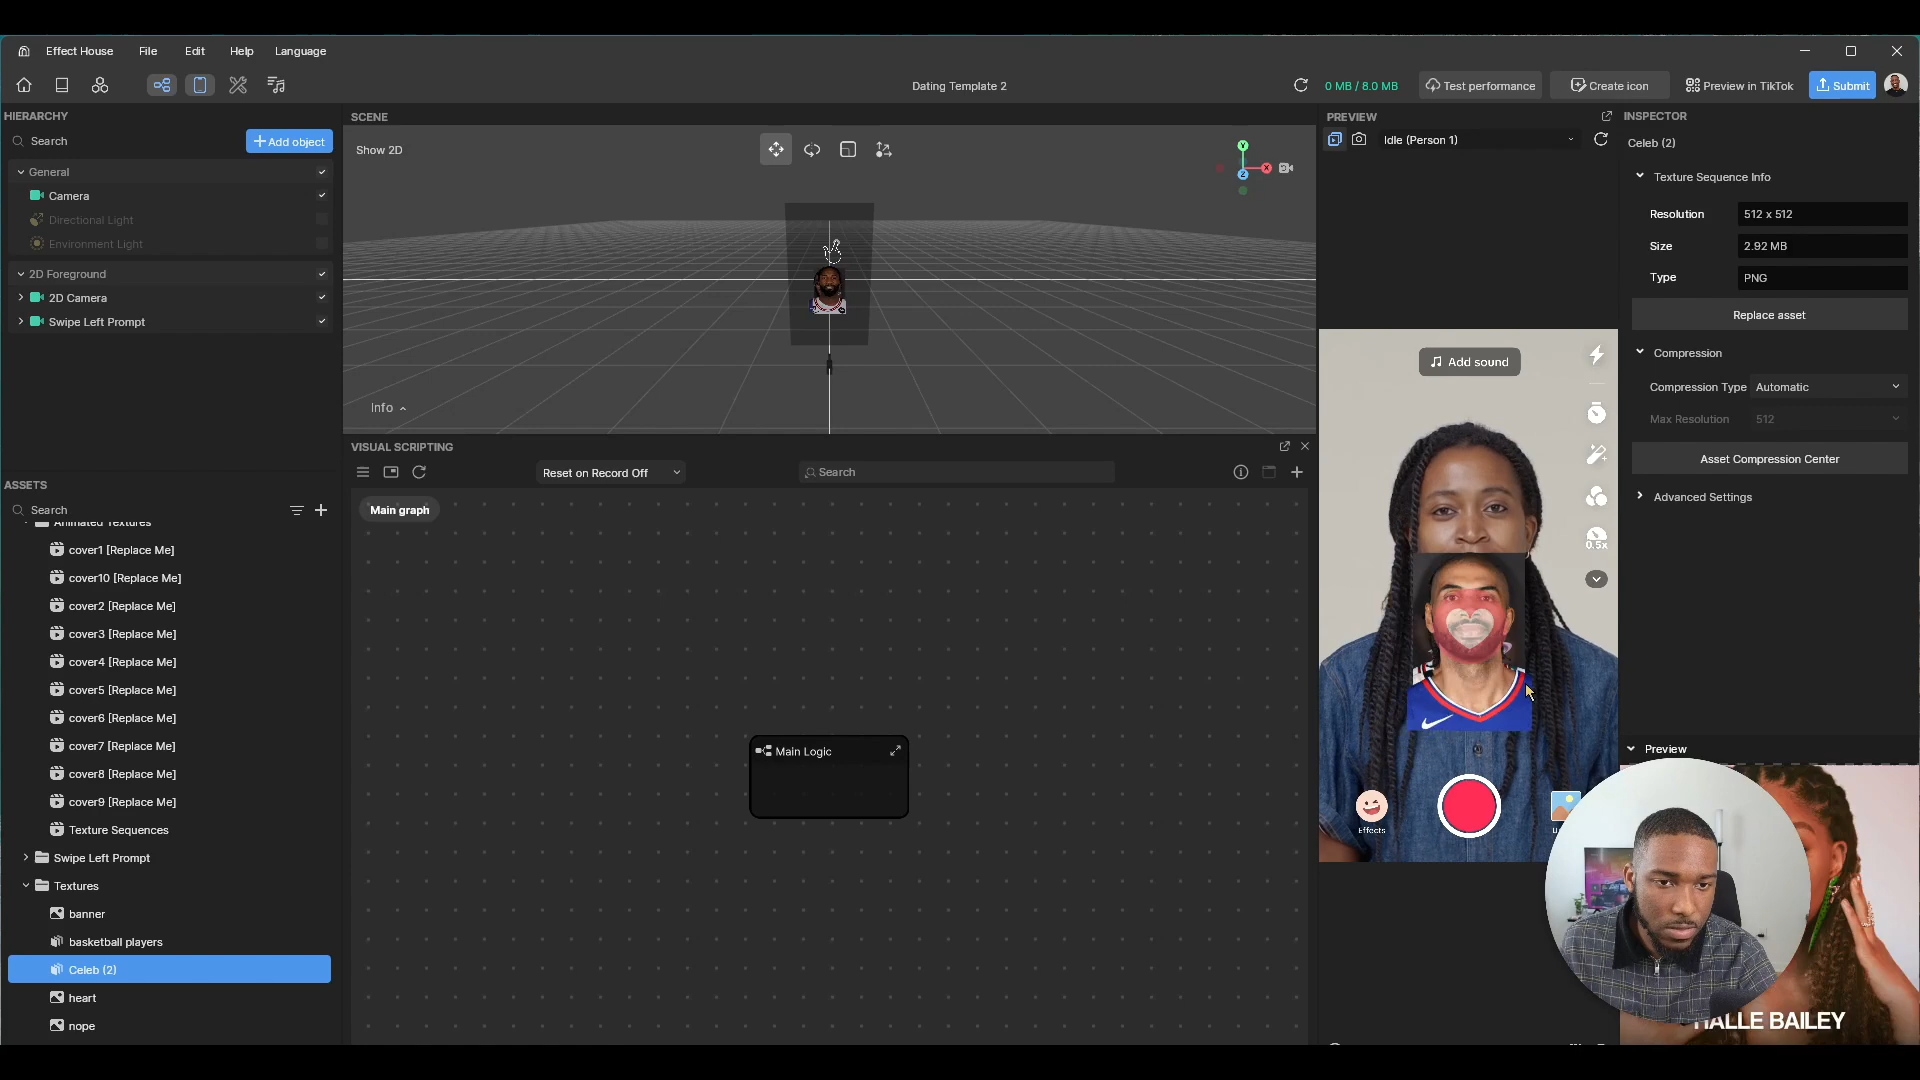 Effect House
File
Edit
Help
Language
Dating Template 2
0 MB / 8.0 MB
Test performance
Create icon
Preview in TikTok
Submit
HIERARCHY
Search
Add object
General
Camera
Directional Light
Environment Light
2D Foreground
2D Camera
Swipe Left Prompt
ASSETS
Search
Animated Textures
cover1 [Replace Me]
cover10 [Replace Me]
cover2 [Replace Me]
cover3 [Replace Me]
cover4 [Replace Me]
cover5 [Replace Me]
cover6 [Replace Me]
cover7 [Replace Me]
cover8 [Replace Me]
cover9 [Replace Me]
Texture Sequences
Swipe Left Prompt
Textures
banner
basketball players
Celeb (2)
heart
nope
SCENE
Show 2D
Y
X
Z
Info
VISUAL SCRIPTING
Reset on Record Off
Search
Main graph
Main Logic
PREVIEW
Idle (Person 1)
Add sound
0.5x
Effects
INSPECTOR
Celeb (2)
Texture Sequence Info
Resolution
512 x 512
Size
2.92 MB
Type
PNG
Replace asset
Compression
Compression Type
Automatic
Max Resolution
512
Asset Compression Center
Advanced Settings
Preview
HALLE BAILEY